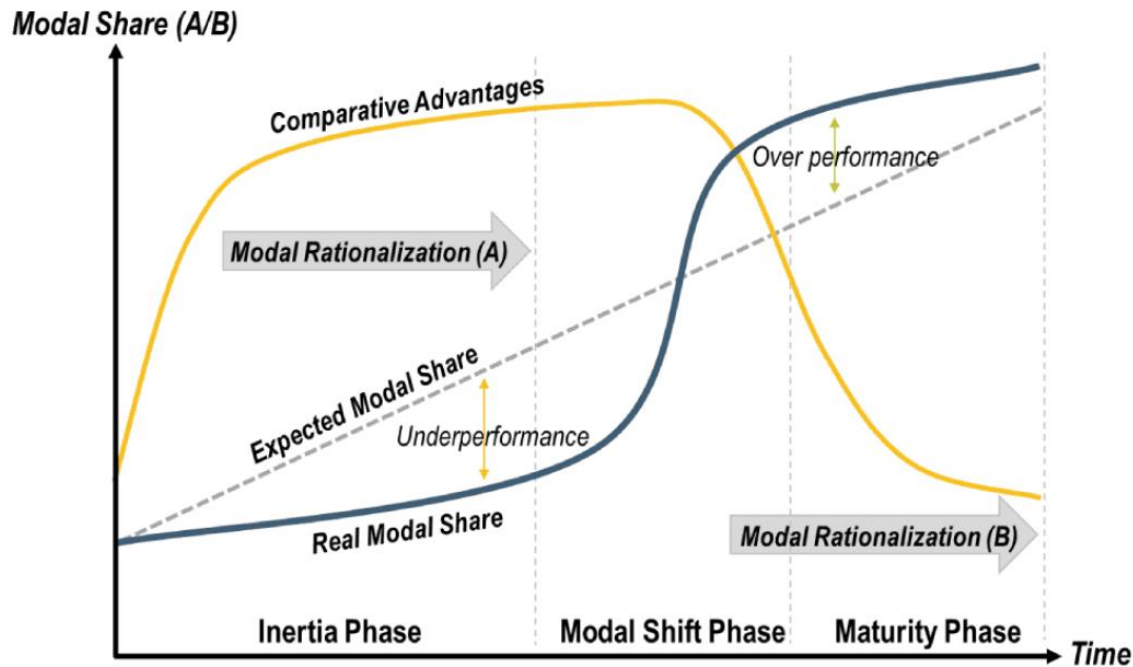 Modal Share (A/B)
Comparative Advantages
Over performance
Modal Rationalization (A)
Expected Modal Share
Underperformance
Real Modal Share
Modal Rationalization (B)
Inertia Phase
Modal Shift Phase
Maturity Phase
Time